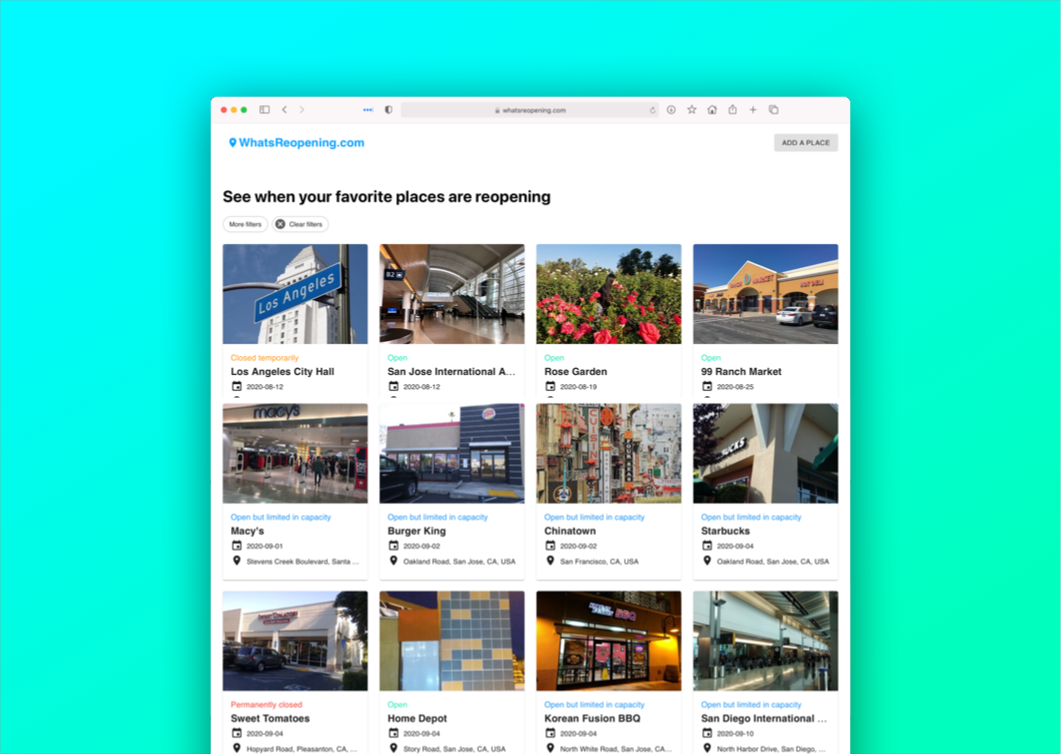 whatsreopening.com
WhatsReopening.com
ADD A PLACE
See when your favorite places are reopening
More filters
Clear filters
Los Angeles
B2
Closed temporarily
Los Angeles City Hall
2020-08-12
Open
San Jose International A...
2020-08-12
Open
Rose Garden
2020-08-19
Open
99 Ranch Market
2020-08-25
macy's
Open but limited in capacity
Macy's
2020-09-01
Stevens Creek Boulevard, Santa ...
Open but limited in capacity
Burger King
2020-09-02
Oakland Road, San Jose, CA, USA
Open but limited in capacity
Chinatown
2020-09-02
San Francisco, CA, USA
Open but limited in capacity
Starbucks
2020-09-04
Oakland Road, San Jose, CA, USA
Permanently closed
Sweet Tomatoes
2020-09-04
Hopyard Road, Pleasanton, CA, ...
Open
Home Depot
2020-09-04
Story Road, San Jose, CA, USA
BBQ
Open but limited in capacity
Korean Fusion BBQ
2020-09-04
North White Road, San Jose, CA...
Open but limited in capacity
San Diego International ...
2020-09-10
North Harbor Drive, San Diego, ...